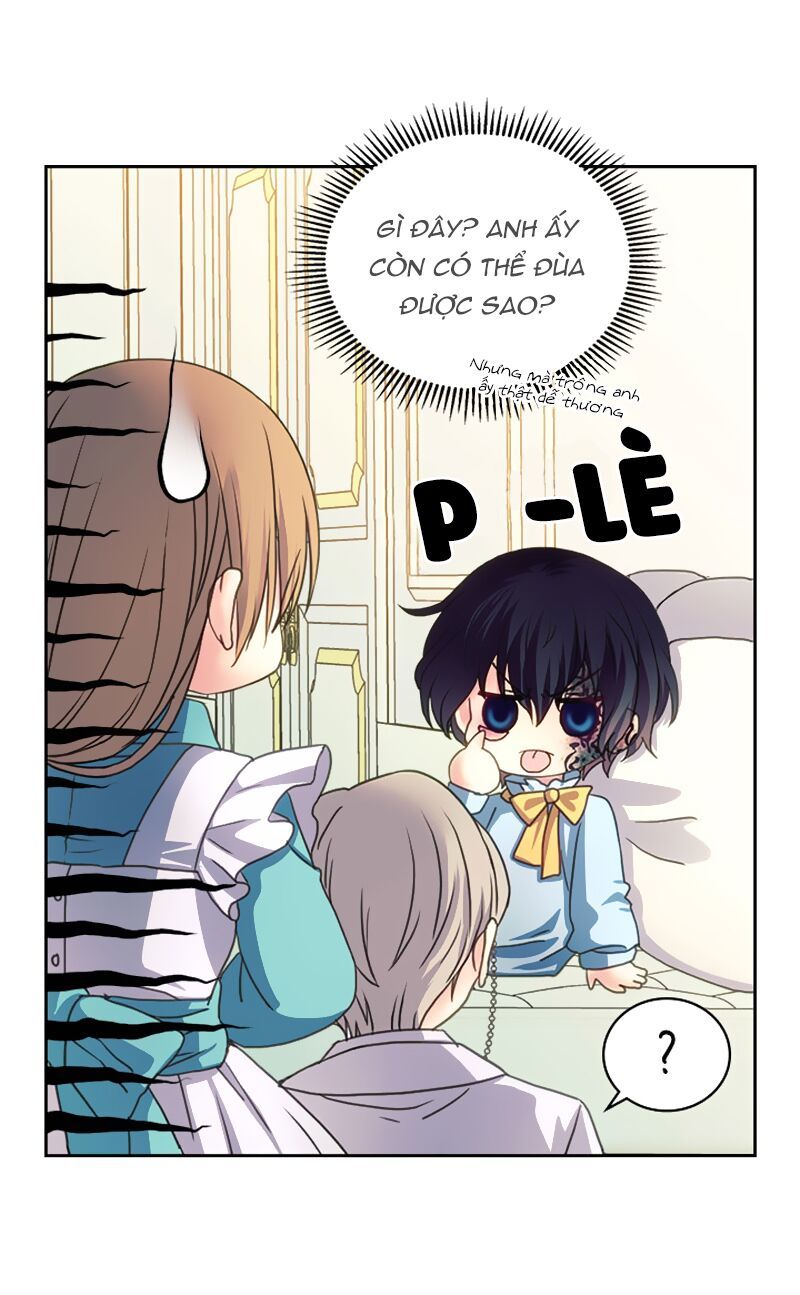 GÌ ĐÂY? ANH ẤY
CÒN CÓ THỂ ĐÙA
ĐƯỢC SAO?
Nhưng mà trông anh
ấy thật dễ thương
P -LÈ
?